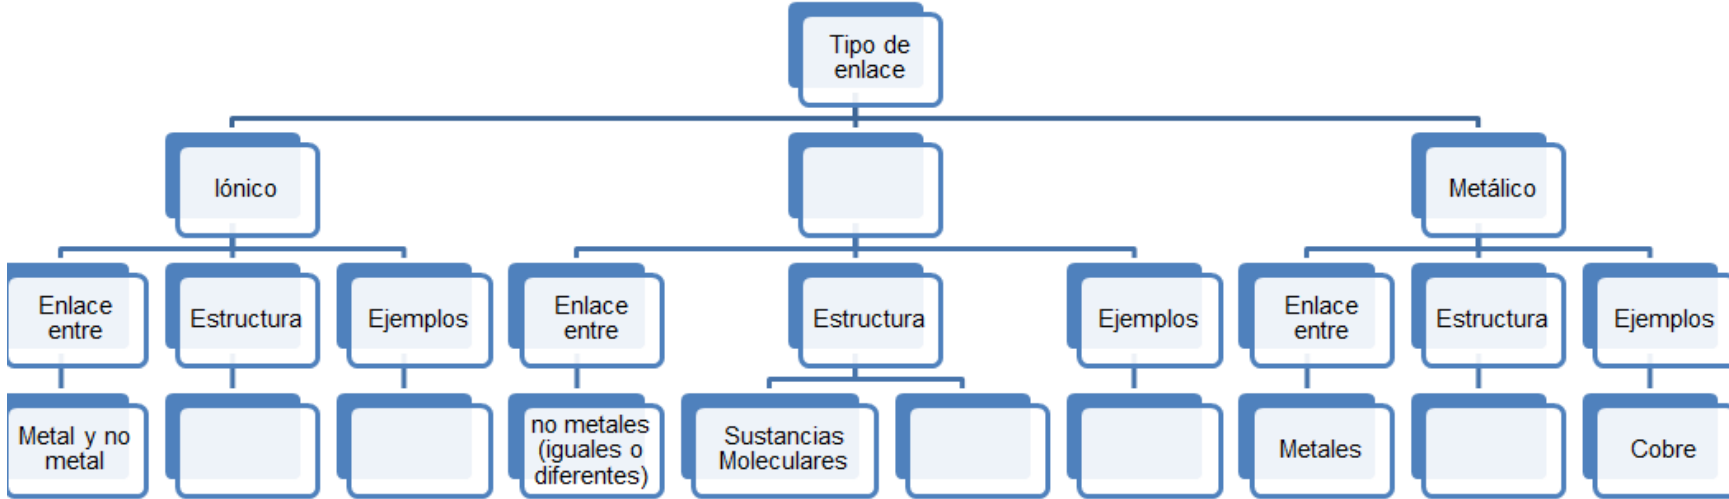 Tipo de
enlace
Iónico
Metálico
Enlace
entre
Estructura
Ejemplos
Enlace
entre
Estructura
Ejemplos
Enlace
entre
Estructura
Ejemplos
Metal y no
metal
no metales
(iguales o
diferentes)
Sustancias
Moleculares
Metales
Cobre